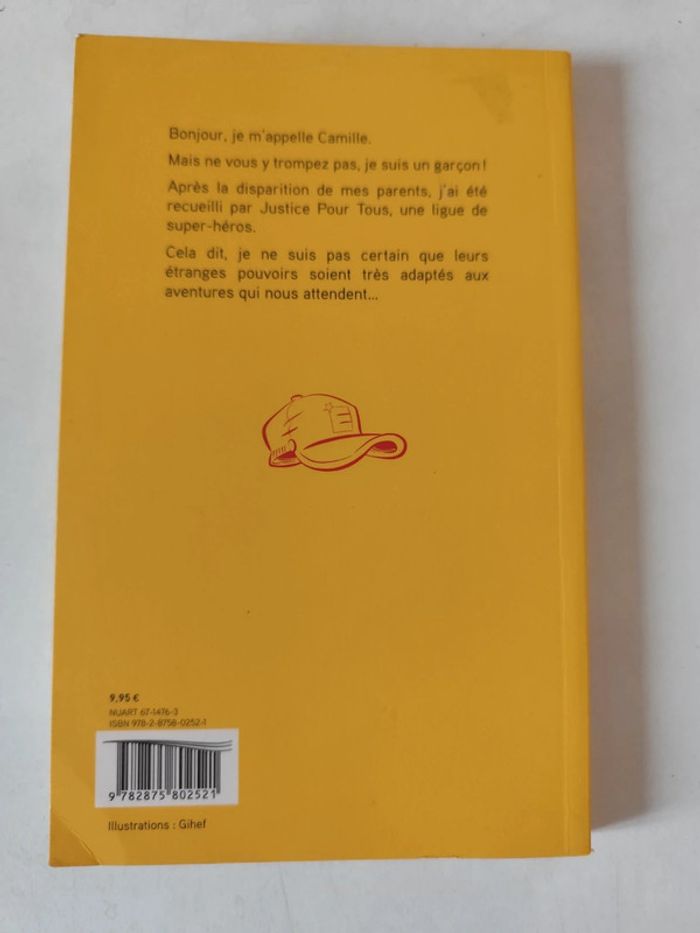 Bonjour, je m'appelle Camille.
Mais ne vous y trompez pas, je suis un garçon !
Après la disparition de mes parents, j'ai été
recueilli par Justice Pour Tous, une ligue de
super-héros.
Cela dit, je ne suis pas certain que leurs
étranges pouvoirs soient très adaptés aux
aventures qui nous attendent...
9,95 €
NUART 67-1476-3
ISBN 978-2-8758-0252-1
9 782875 802521
Illustrations : Gihef